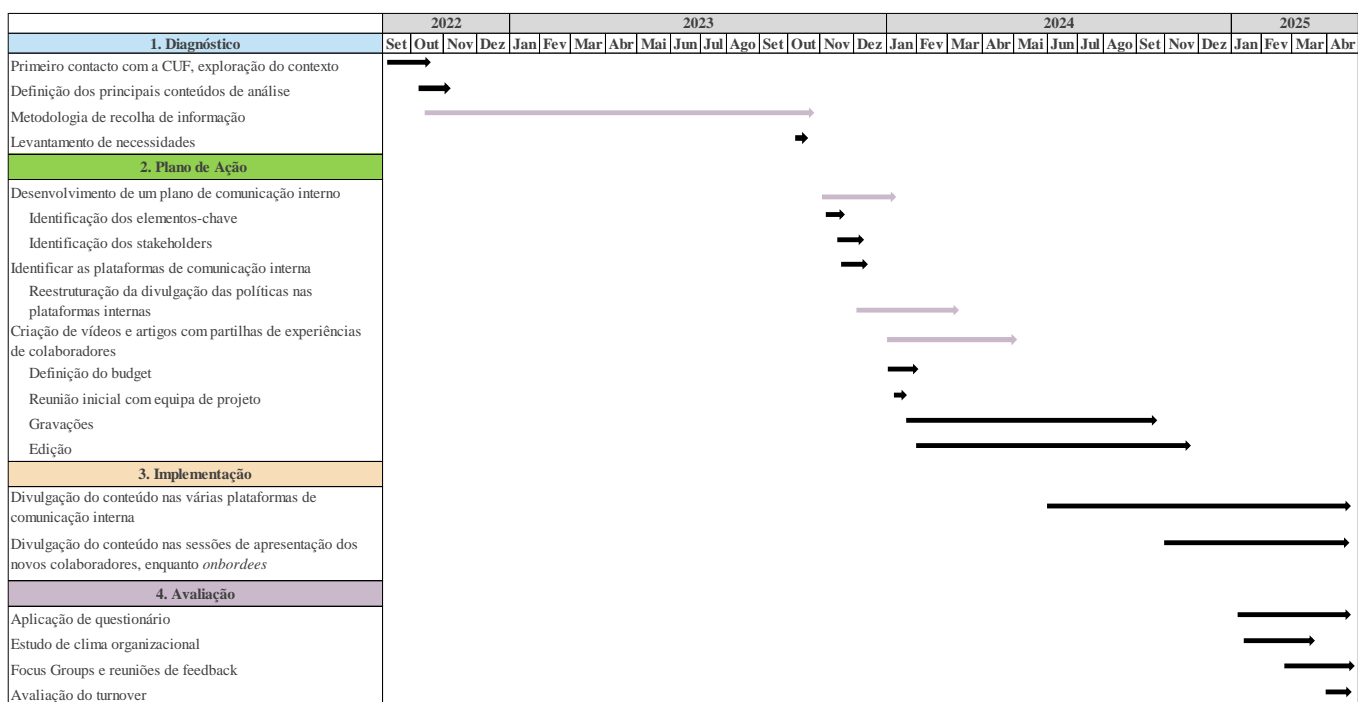 2022 2023 2024 2025
1. Diagnóstico Set Out Nov Dez Jan Fev Mar Abr Mai Jun Jul Ago Set Out Nov Dez Jan Fev Mar Abr Mai Jun Jul Ago Set Nov Dez Jan Fev Mar Abr
Primeiro contacto com a CUF, exploração do contexto
Definição dos principais conteúdos de análise
Metodologia de recolha de informação
Levantamento de necessidades
2. Plano de Ação
Desenvolvimento de um plano de comunicação interno
Identificação dos elementos-chave
Identificação dos stakeholders
Identificar as plataformas de comunicação interna
Reestruturação da divulgação das políticas nas
plataformas internas
Criação de vídeos e artigos com partilhas de experiências
de colaboradores
Definição do budget
Reunião inicial com equipa de projeto
Gravações
Edição
3. Implementação
Divulgação do conteúdo nas várias plataformas de
comunicação interna
Divulgação do conteúdo nas sessões de apresentação dos
novos colaboradores, enquanto onbordees
4. Avaliação
Aplicação de questionário
Estudo de clima organizacional
Focus Groups e reuniões de feedback
Avaliação do turnover